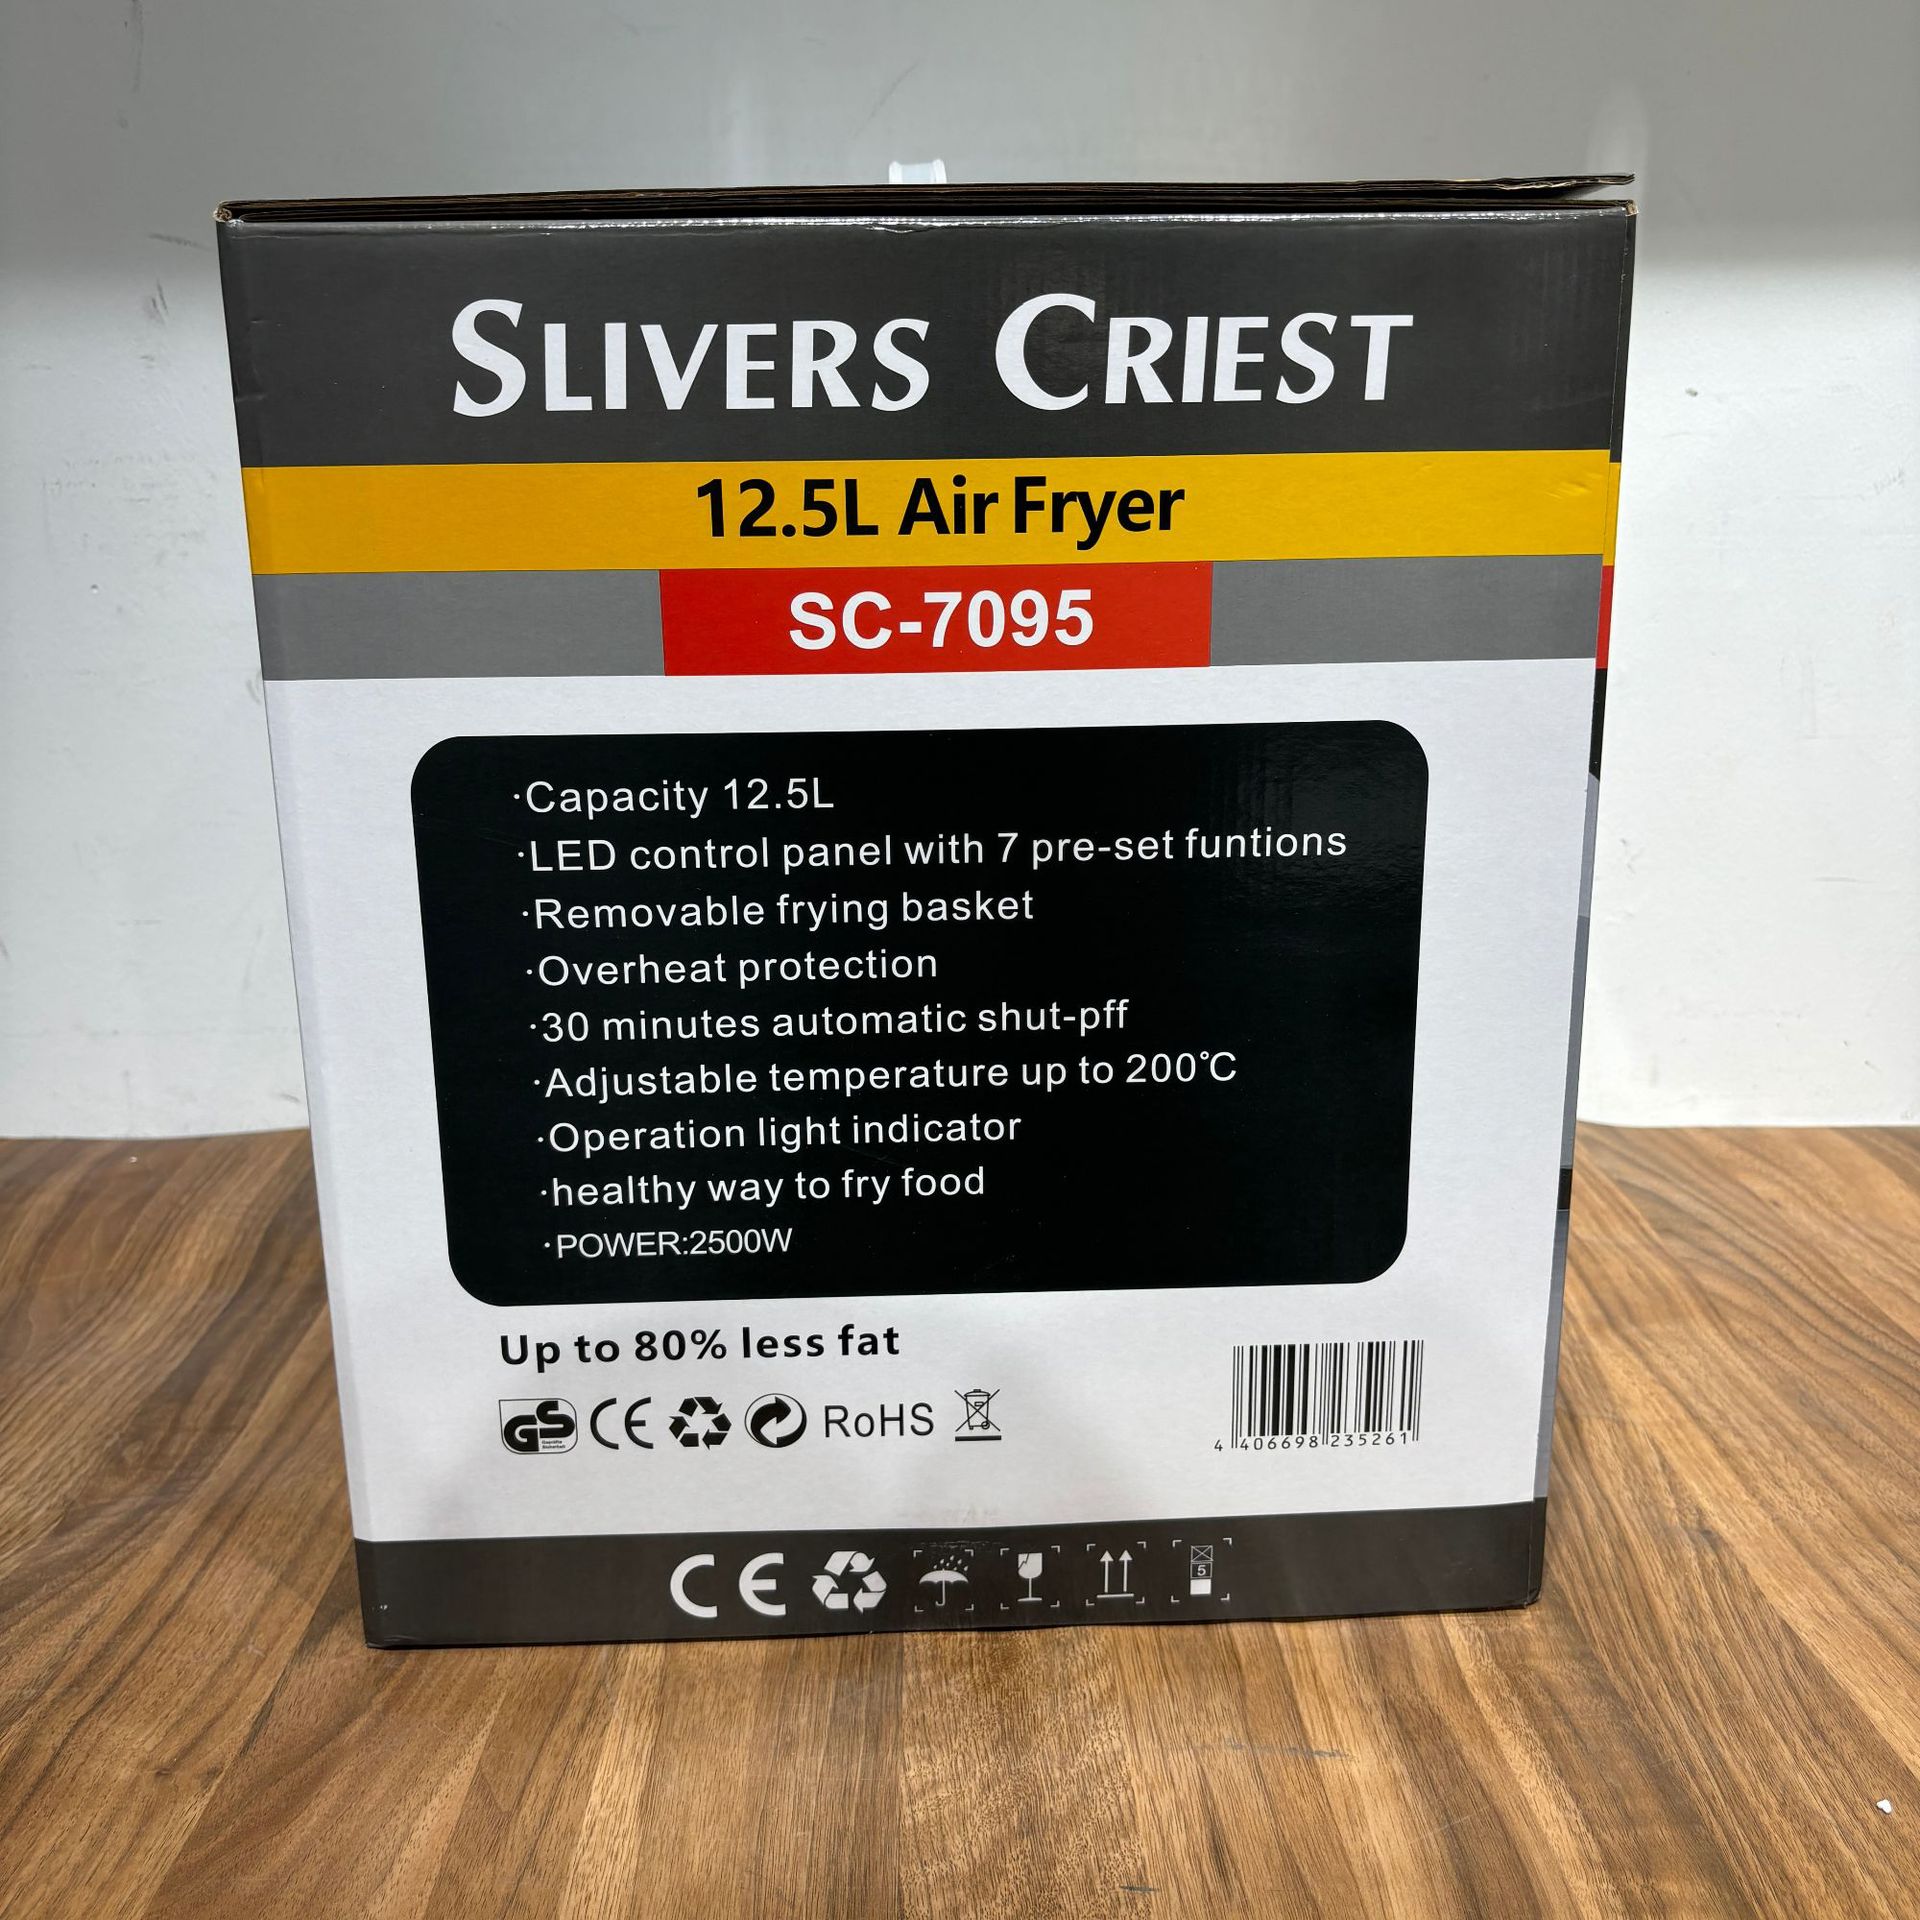 SLIVERS CRIEST
12.5L Air Fryer
SC-7095
·Capacity 12.5L
·LED control panel with 7 pre-set funtions
·Removable frying basket
·Overheat protection
·30 minutes automatic shut-pff
·Adjustable temperature up to 200℃
·Operation light indicator
·healthy way to fry food
·POWER:2500W
Up to 80% less fat
GS CE RoHS
4 406698 235261
CE 5